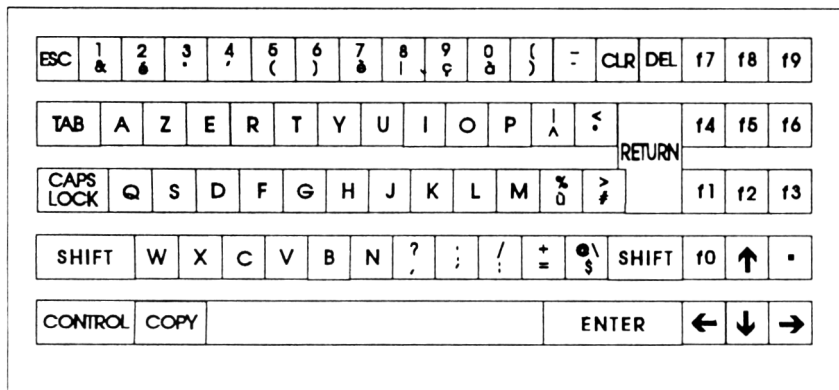 ESC 1 2 3 4 5 6 7 8 9 0 ( _ CLR DEL f7 f8 f9
& é " ' ( ) è ! ç à ) -
TAB A Z E R T Y U I O P | < RETURN f4 f5 f6
^ *
CAPS LOCK Q S D F G H J K L M % > f1 f2 f3
ù #
SHIFT W X C V B N ? . / + @\ SHIFT f0 ↑ ▪
, ; : = $
CONTROL COPY ENTER ← ↓ →